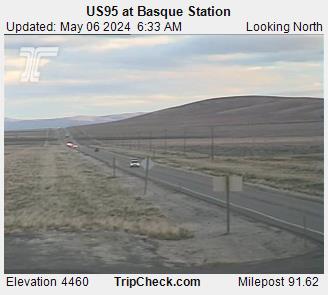 US95 at Basque Station
Updated: May 06 2024 6:33 AM Looking North
Elevation 4460 TripCheck.com Milepost 91.62